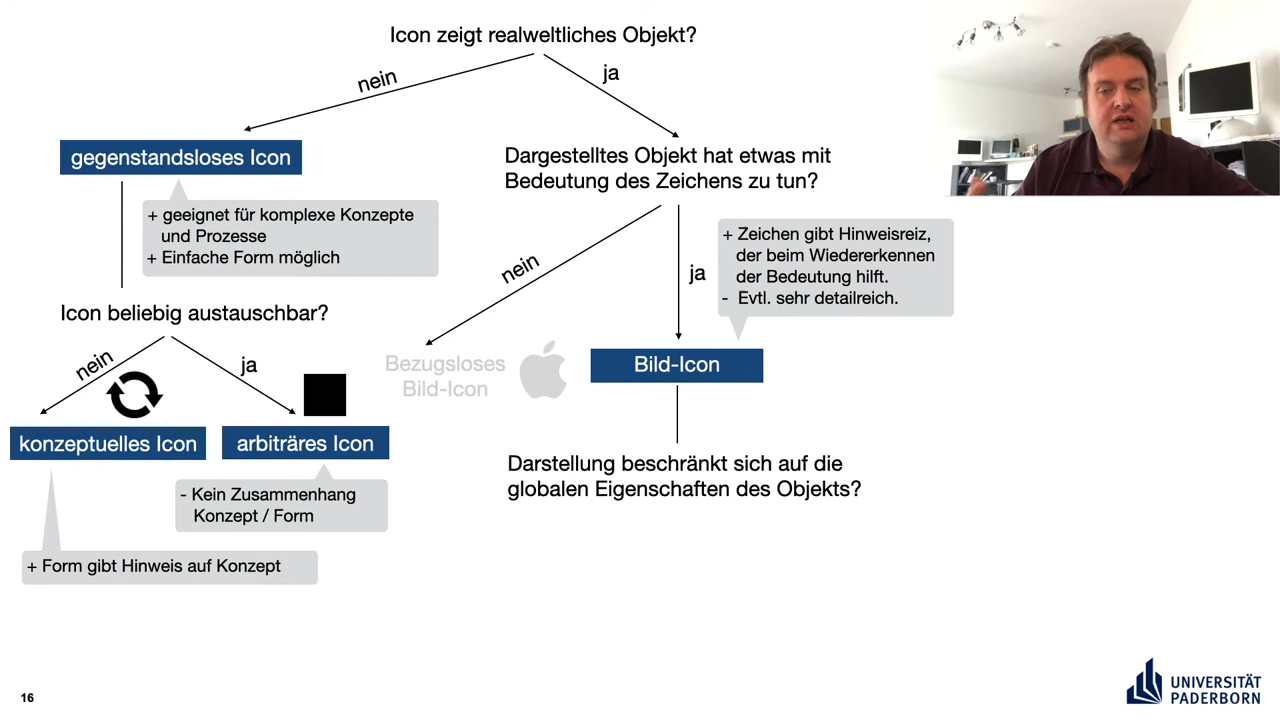 Icon zeigt realweltliches Objekt?
nein
ja
gegenstandsloses Icon
Dargestelltes Objekt hat etwas mit
Bedeutung des Zeichens zu tun?
+ geeignet für komplexe Konzepte
und Prozesse
+ Einfache Form möglich
nein
ja
+ Zeichen gibt Hinweisreiz,
der beim Wiedererkennen
der Bedeutung hilft.
- Evtl. sehr detailreich.
Icon beliebig austauschbar?
nein
ja
Bezugsloses
Bild-Icon
Bild-Icon
konzeptuelles Icon
arbiträres Icon
Darstellung beschränkt sich auf die
globalen Eigenschaften des Objekts?
- Kein Zusammenhang
Konzept / Form
+ Form gibt Hinweis auf Konzept
16
UNIVERSITÄT
PADERBORN